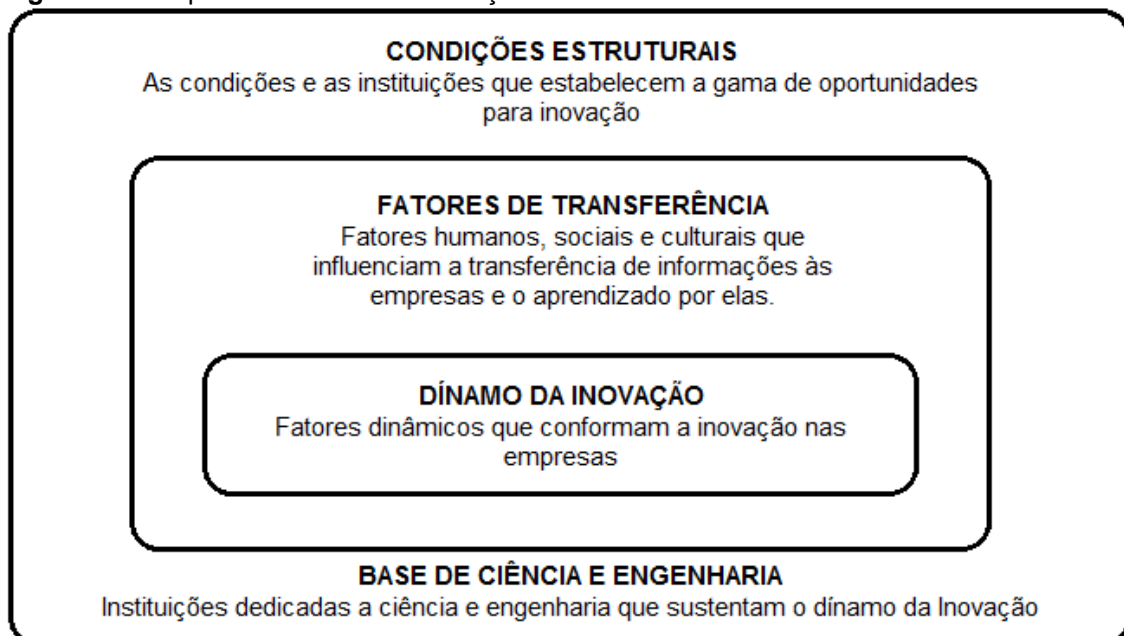 CONDIÇÕES ESTRUTURAIS
As condições e as instituições que estabelecem a gama de oportunidades
para inovação
FATORES DE TRANSFERÊNCIA
Fatores humanos, sociais e culturais que
influenciam a transferência de informações às
empresas e o aprendizado por elas.
DÍNAMO DA INOVAÇÃO
Fatores dinâmicos que conformam a inovação nas
empresas
BASE DE CIÊNCIA E ENGENHARIA
Instituições dedicadas a ciência e engenharia que sustentam o dínamo da Inovação